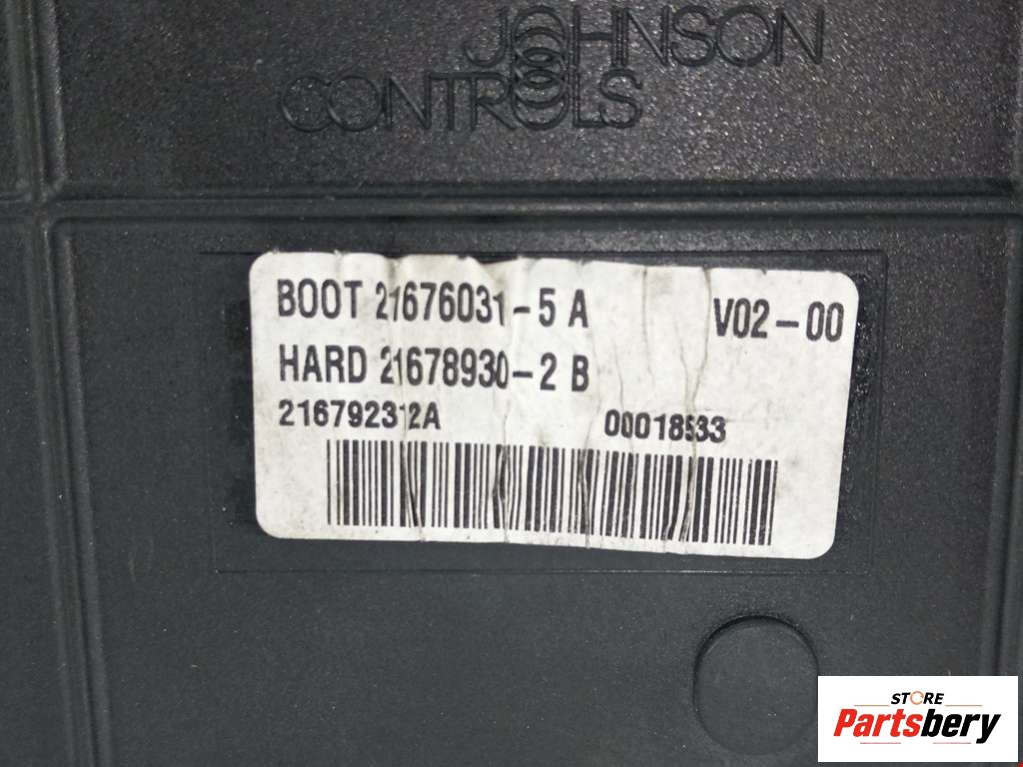 JOHNSON
CONTROLS
BOOT 21676031-5 A V02-00
HARD 21678930-2 B
216792312A 00018533
STORE
Partsbery